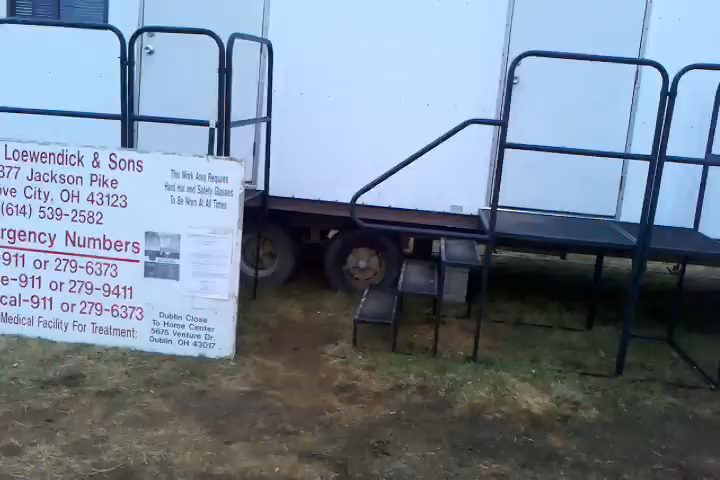 Loewendick & Sons
877 Jackson Pike
ove City, OH 43123
(614) 539-2582
This Work Area Requires
Hard Hat and Safety Glasses
To Be Worn At All Times
rgency Numbers
911 or 279-6373
e-911 or 279-9411
cal-911 or 279-6373
Medical Facility For Treatment:
Dublin Close
To Home Center
5675 Venture Dr.
Dublin, OH 43017